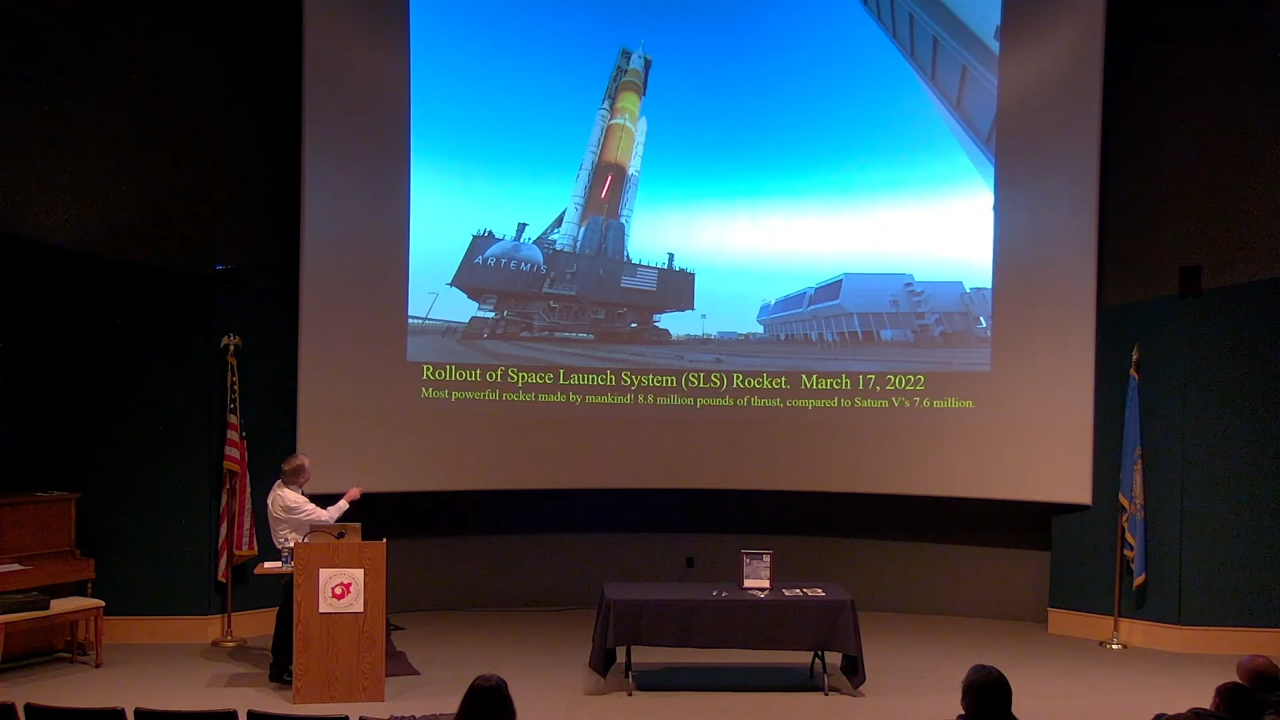 ARTEMIS
Rollout of Space Launch System (SLS) Rocket.  March 17, 2022
Most powerful rocket made by mankind! 8.8 million pounds of thrust, compared to Saturn V's 7.6 million.